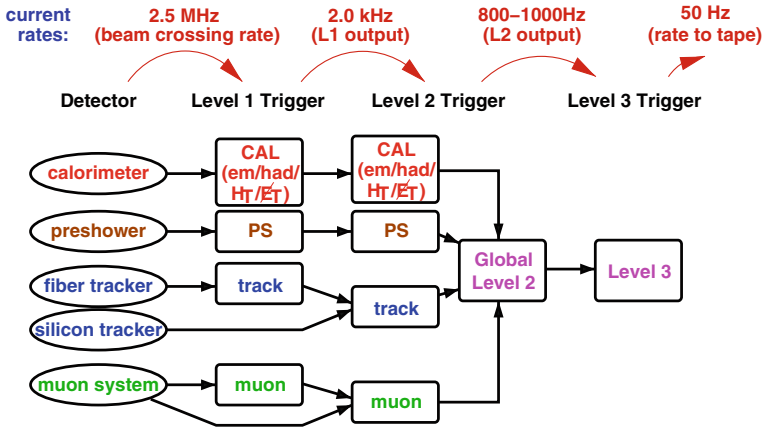 current rates:
2.5 MHz
(beam crossing rate)
2.0 kHz
(L1 output)
800–1000Hz
(L2 output)
50 Hz
(rate to tape)
Detector
Level 1 Trigger
Level 2 Trigger
Level 3 Trigger
calorimeter
CAL
(em/had/
HT/E̸T)
CAL
(em/had/
HT/E̸T)
preshower
PS
PS
Global
Level 2
Level 3
fiber tracker
track
track
silicon tracker
muon system
muon
muon